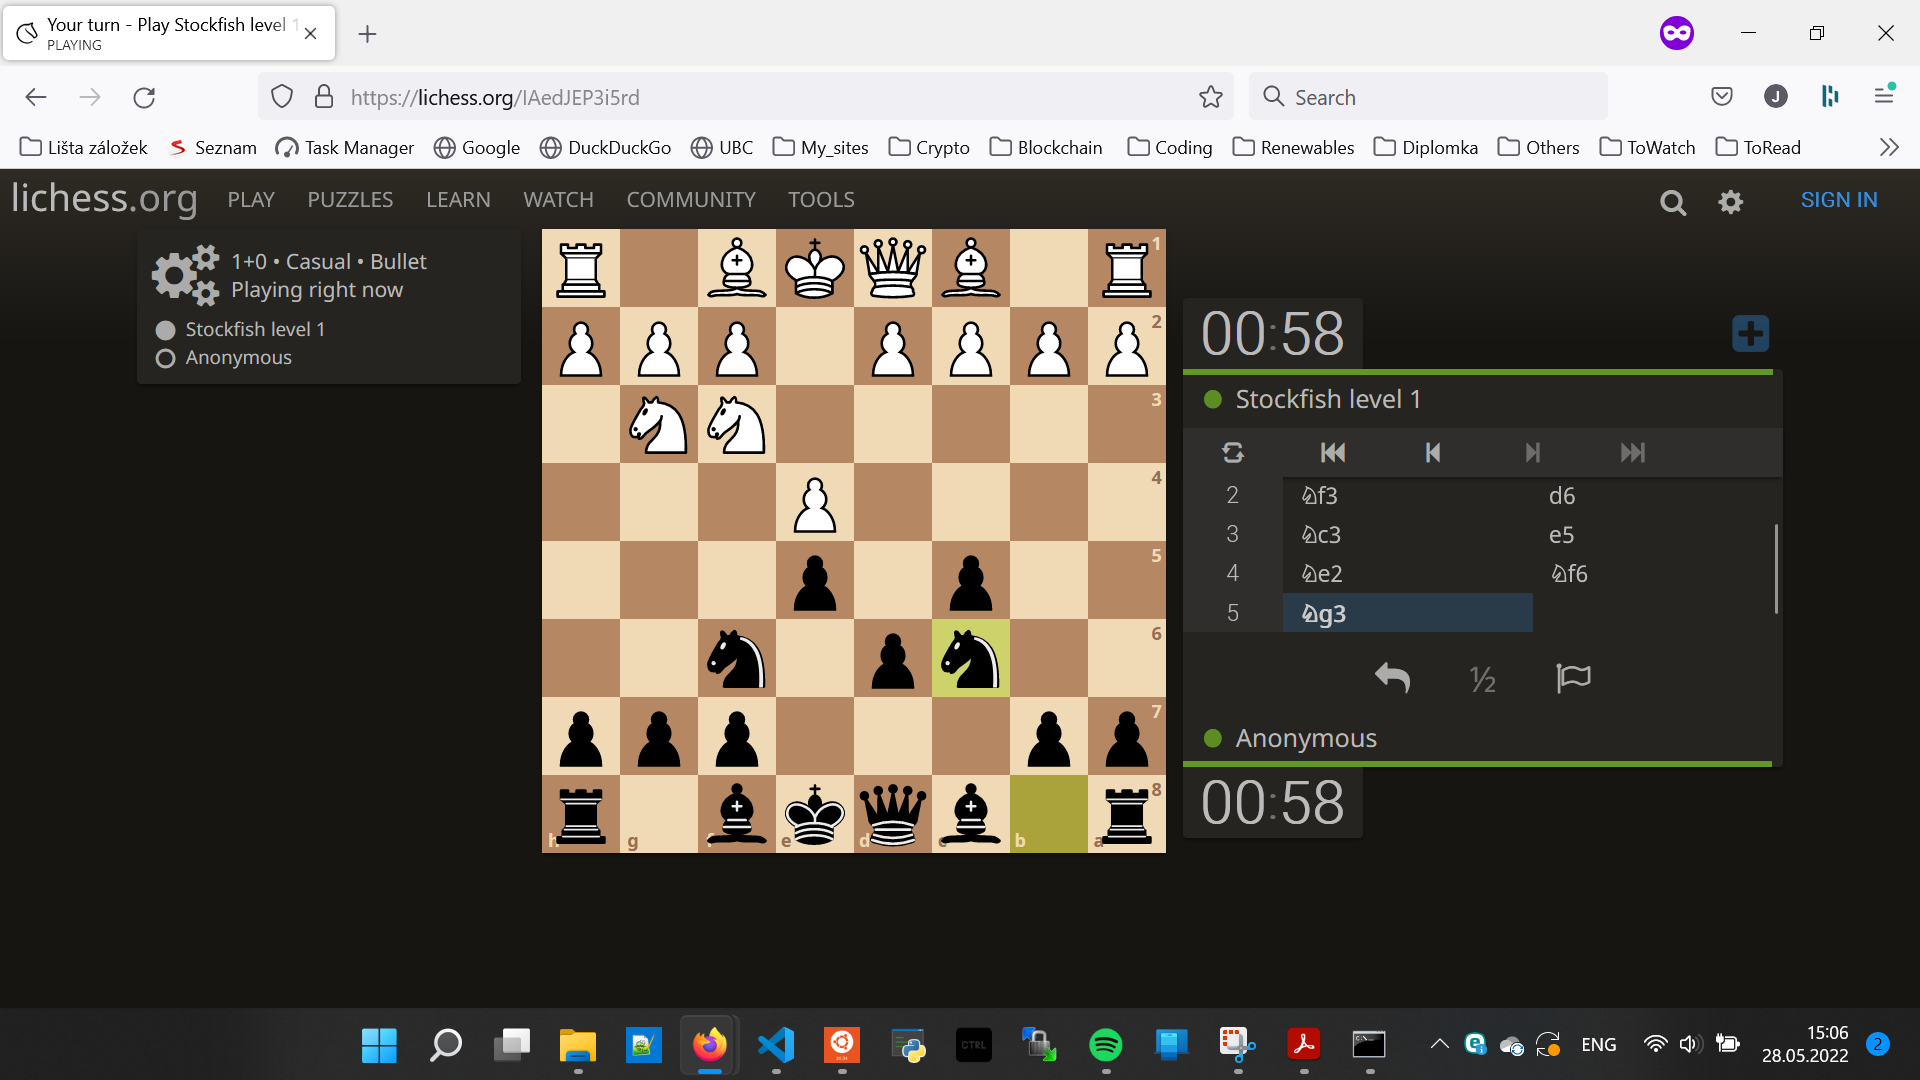 Your turn - Play Stockfish level 1
PLAYING
https://lichess.org/IAedJEP3i5rd
Search
J
Lišta záložek
Seznam
Task Manager
Google
DuckDuckGo
UBC
My_sites
Crypto
Blockchain
Coding
Renewables
Diplomka
Others
ToWatch
ToRead
lichess.org
PLAY
PUZZLES
LEARN
WATCH
COMMUNITY
TOOLS
SIGN IN
1+0 • Casual • Bullet
Playing right now
Stockfish level 1
Anonymous
1
2
3
4
5
6
7
8
h
g
f
e
d
c
b
a
00:58
Stockfish level 1
2 ♘f3 d6
3 ♘c3 e5
4 ♘e2 ♘f6
5 ♘g3
½
Anonymous
00:58
CTRL
ENG
15:06
28.05.2022
2